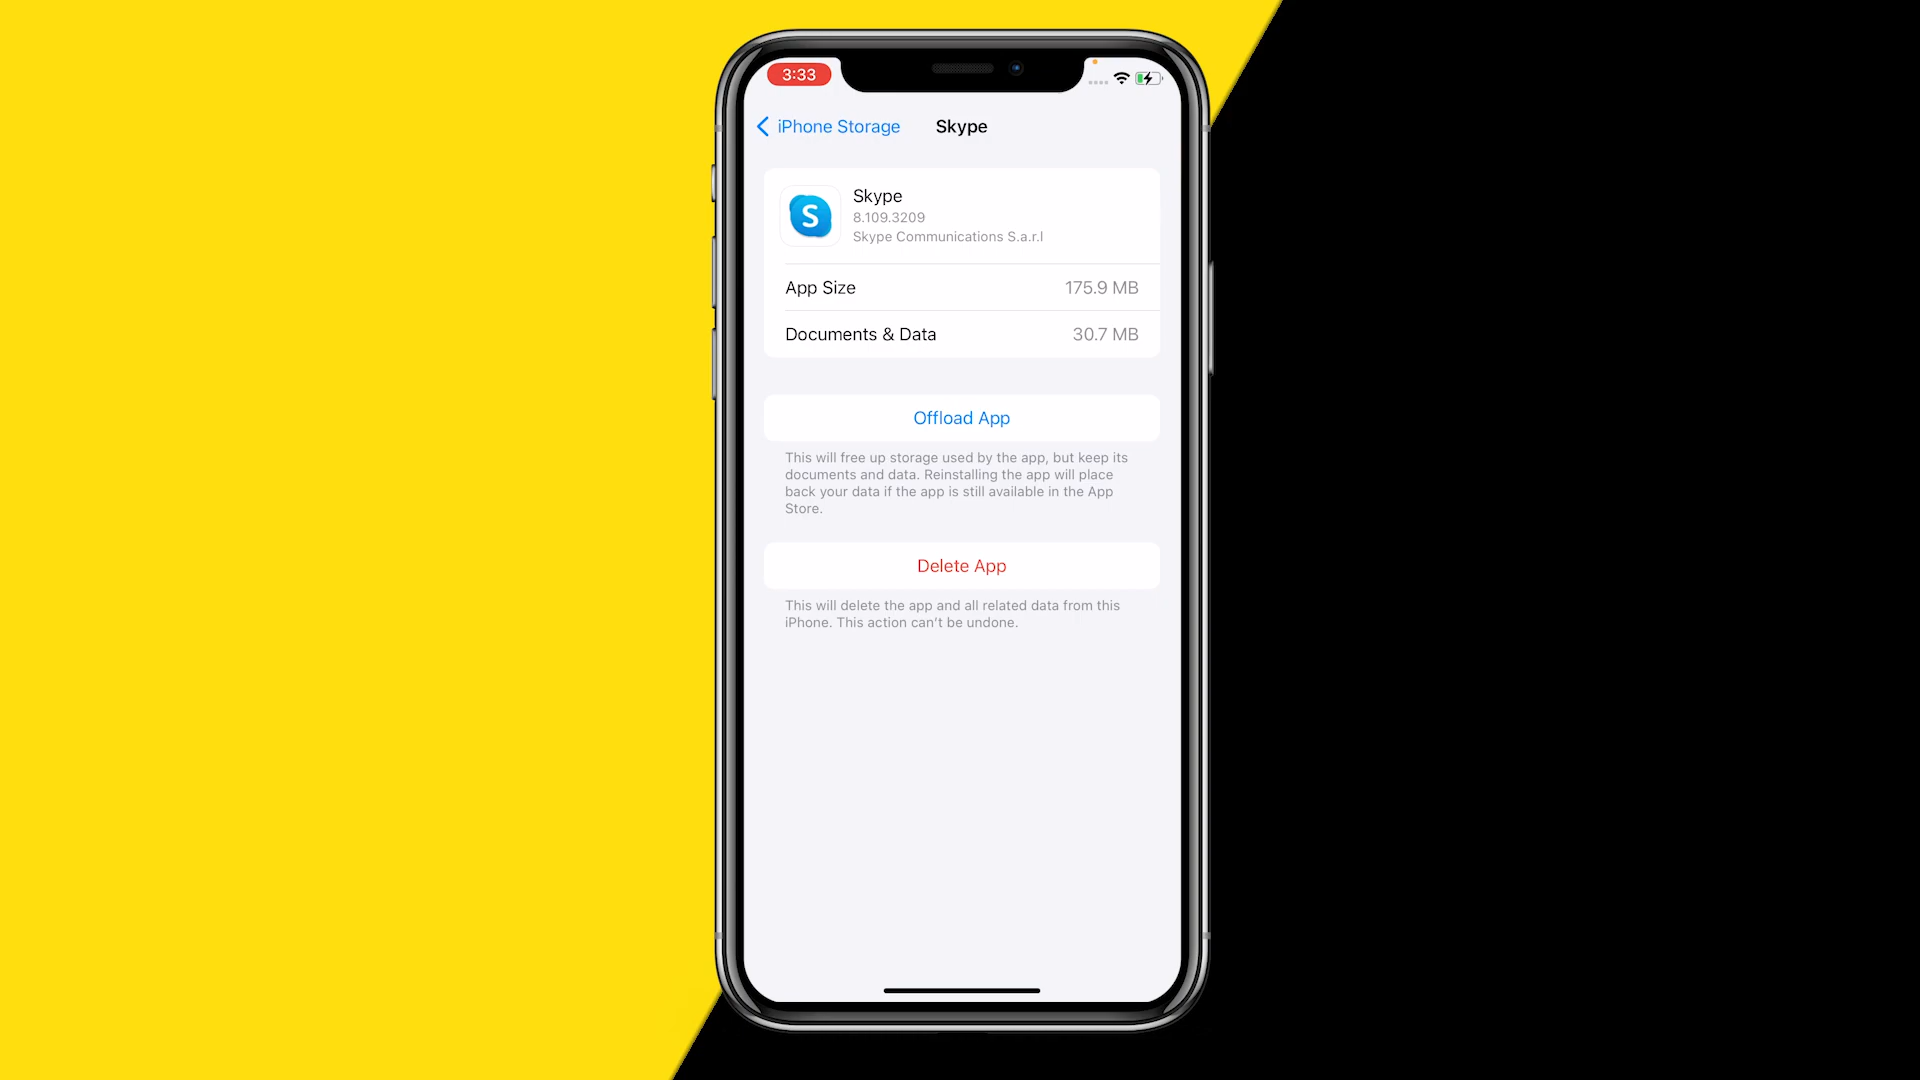 3:33
iPhone Storage
Skype
S
Skype
8.109.3209
Skype Communications S.a.r.l
App Size 175.9 MB
Documents & Data 30.7 MB
Offload App
This will free up storage used by the app, but keep its
documents and data. Reinstalling the app will place
back your data if the app is still available in the App
Store.
Delete App
This will delete the app and all related data from this
iPhone. This action can't be undone.